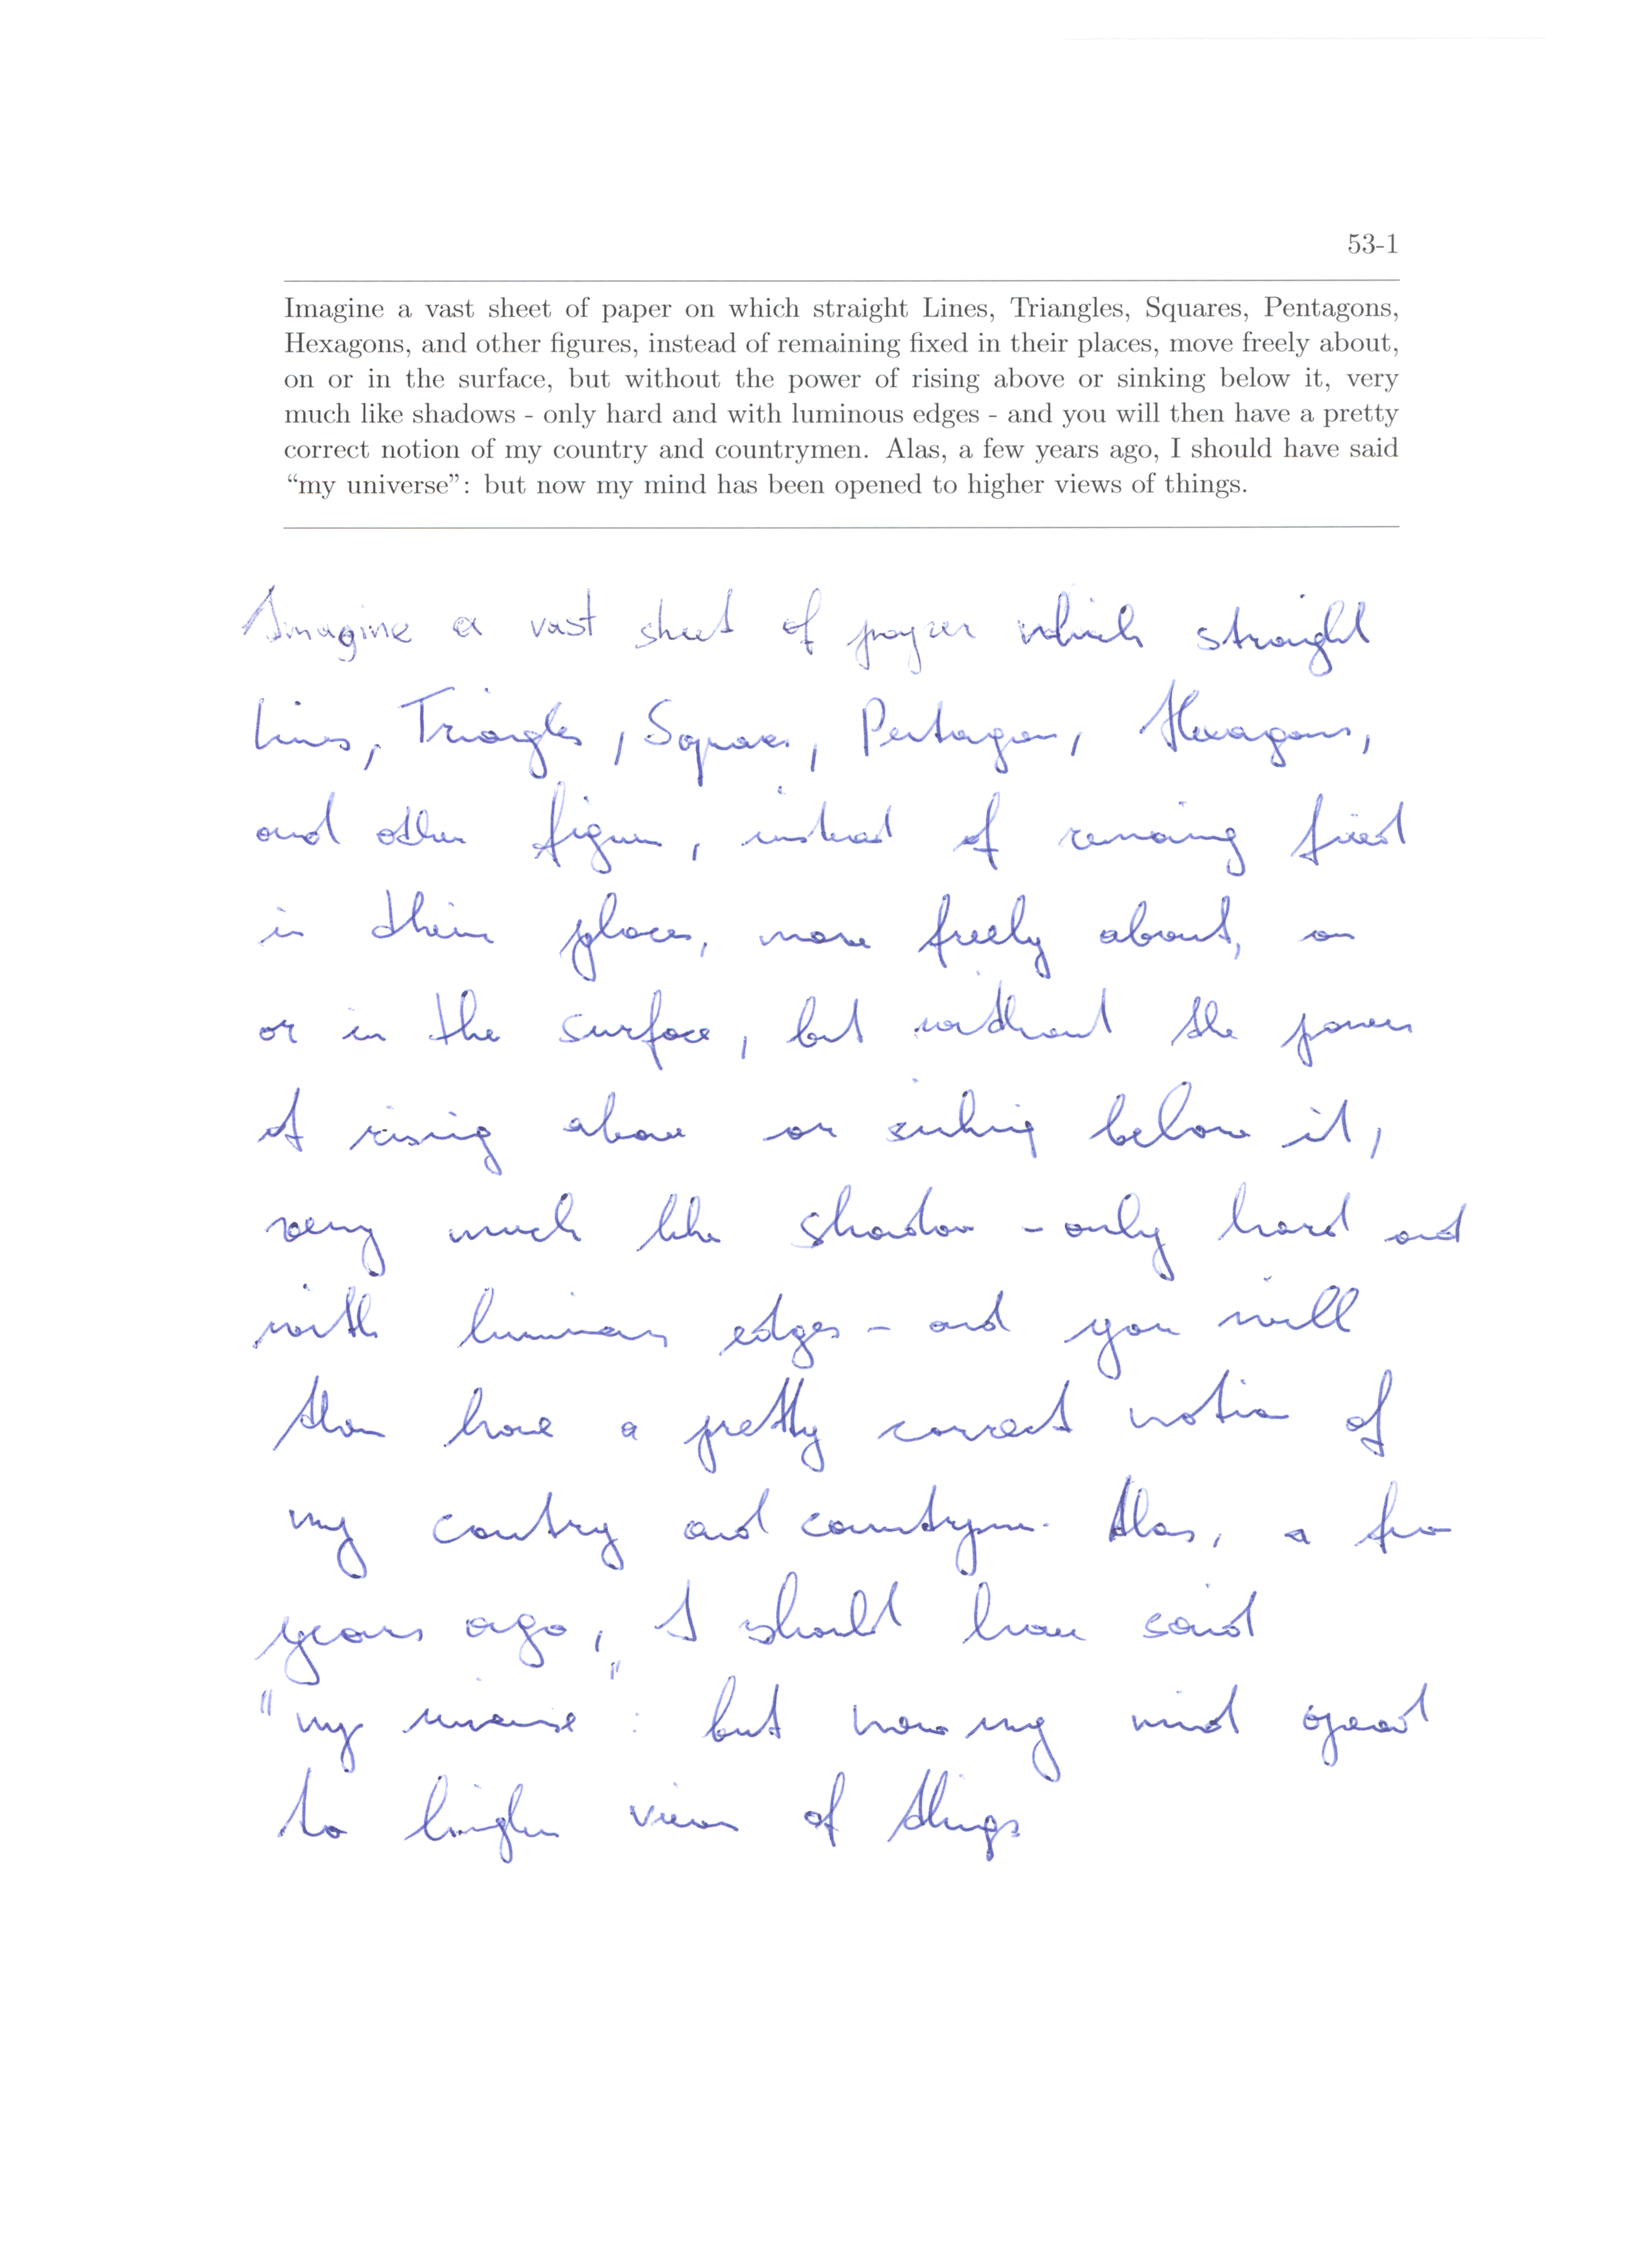 53-1
Imagine a vast sheet of paper on which straight Lines, Triangles, Squares, Pentagons,
Hexagons, and other figures, instead of remaining fixed in their places, move freely about,
on or in the surface, but without the power of rising above or sinking below it, very
much like shadows - only hard and with luminous edges - and you will then have a pretty
correct notion of my country and countrymen. Alas, a few years ago, I should have said
“my universe”: but now my mind has been opened to higher views of things.
Imagine a vast sheet of paper which straight
Lines, Triangles, Squares, Pentagons, Hexagons,
and other figures, instead of remaing fixed
in their places, move freely about, on
or in the surface, but without the power
of rising above or sinking below it,
very much like shadow - only hard and
with luminous edges - and you will
then have a pretty correct notion of
my country and countrymen. Alas, a few
years ago, I should have said
"my universe": but now my mind opened
to higher views of things